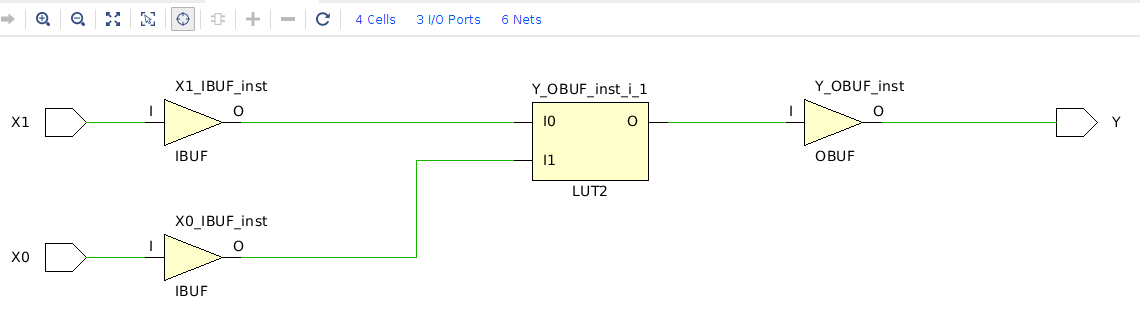 4 Cells 3 I/O Ports 6 Nets
X1_IBUF_inst
Y_OBUF_inst_i_1
Y_OBUF_inst
X1 I O I0 O I O Y
IBUF
I1
OBUF
LUT2
X0_IBUF_inst
X0 I O
IBUF